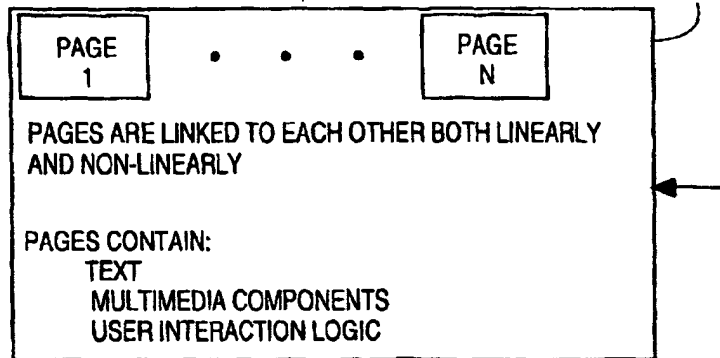 PAGE PAGE
1 • • • N
PAGES ARE LINKED TO EACH OTHER BOTH LINEARLY
AND NON-LINEARLY
PAGES CONTAIN:
TEXT
MULTIMEDIA COMPONENTS
USER INTERACTION LOGIC